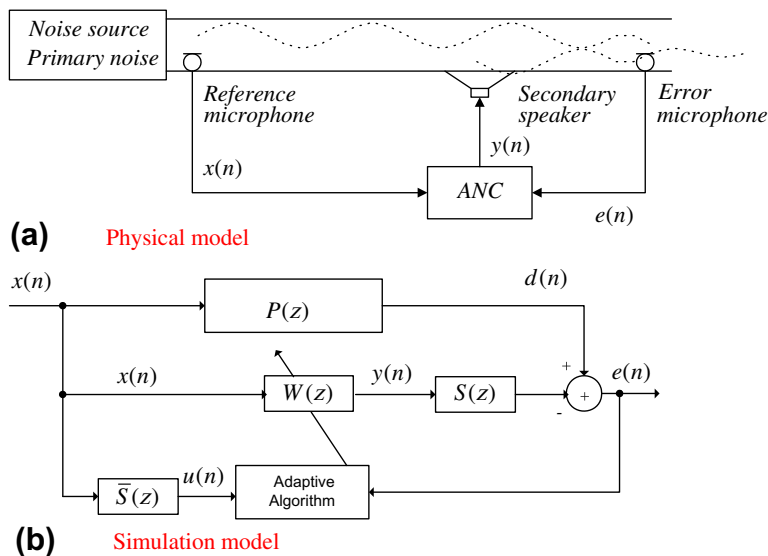 Noise source
Primary noise
Reference
microphone
Secondary
speaker
Error
microphone
x(n)
y(n)
ANC
e(n)
(a)
Physical model
x(n)
P(z)
d(n)
x(n)
W(z)
y(n)
S(z)
+
+
-
e(n)
S̅(z)
u(n)
Adaptive
Algorithm
(b)
Simulation model